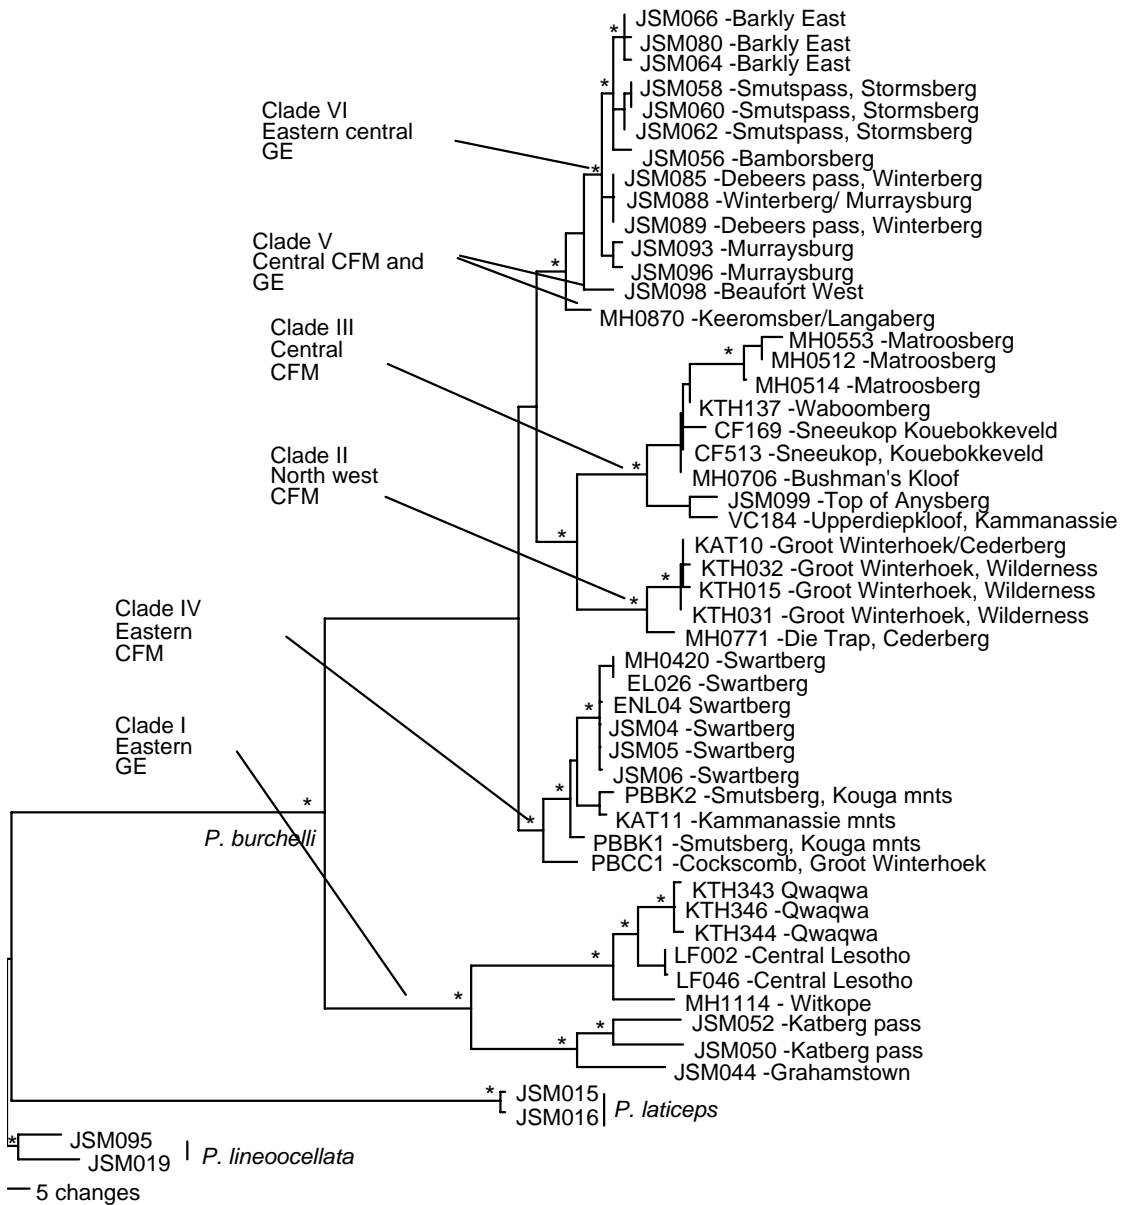 JSM066 -Barkly East
JSM080 -Barkly East
JSM064 -Barkly East
JSM058 -Smutspass, Stormsberg
JSM060 -Smutspass, Stormsberg
JSM062 -Smutspass, Stormsberg
JSM056 -Bamborsberg
JSM085 -Debeers pass, Winterberg
JSM088 -Winterberg/ Murraysburg
JSM089 -Debeers pass, Winterberg
JSM093 -Murraysburg
JSM096 -Murraysburg
JSM098 -Beaufort West
MH0870 -Keeromsber/Langaberg
MH0553 -Matroosberg
MH0512 -Matroosberg
MH0514 -Matroosberg
KTH137 -Waboomberg
CF169 -Sneeukop Kouebokkeveld
CF513 -Sneeukop, Kouebokkeveld
MH0706 -Bushman's Kloof
JSM099 -Top of Anysberg
VC184 -Upperdiepkloof, Kammanassie
KAT10 -Groot Winterhoek/Cederberg
KTH032 -Groot Winterhoek, Wilderness
KTH015 -Groot Winterhoek, Wilderness
KTH031 -Groot Winterhoek, Wilderness
MH0771 -Die Trap, Cederberg
MH0420 -Swartberg
EL026 -Swartberg
ENL04 Swartberg
JSM04 -Swartberg
JSM05 -Swartberg
JSM06 -Swartberg
PBBK2 -Smutsberg, Kouga mnts
KAT11 -Kammanassie mnts
PBBK1 -Smutsberg, Kouga mnts
PBCC1 -Cockscomb, Groot Winterhoek
KTH343 Qwaqwa
KTH346 -Qwaqwa
KTH344 -Qwaqwa
LF002 -Central Lesotho
LF046 -Central Lesotho
MH1114 - Witkope
JSM052 -Katberg pass
JSM050 -Katberg pass
JSM044 -Grahamstown
JSM015
JSM016
P. laticeps
JSM095
JSM019
P. lineoocellata
5 changes
Clade VI
Eastern central
GE
Clade V
Central CFM and
GE
Clade III
Central
CFM
Clade II
North west
CFM
Clade IV
Eastern
CFM
Clade I
Eastern
GE
P. burchelli